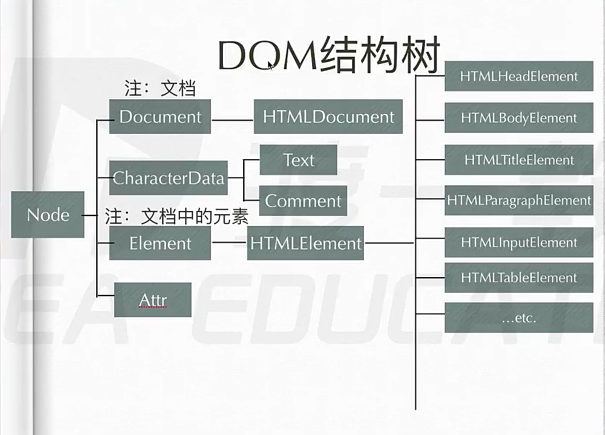 DOM结构树
注：文档
Document
HTMLDocument
CharacterData
Text
Comment
Node
注：文档中的元素
Element
HTMLElement
Attr
HTMLHeadElement
HTMLBodyElement
HTMLTitleElement
HTMLParagraphElement
HTMLInputElement
HTMLTableElement
...etc.